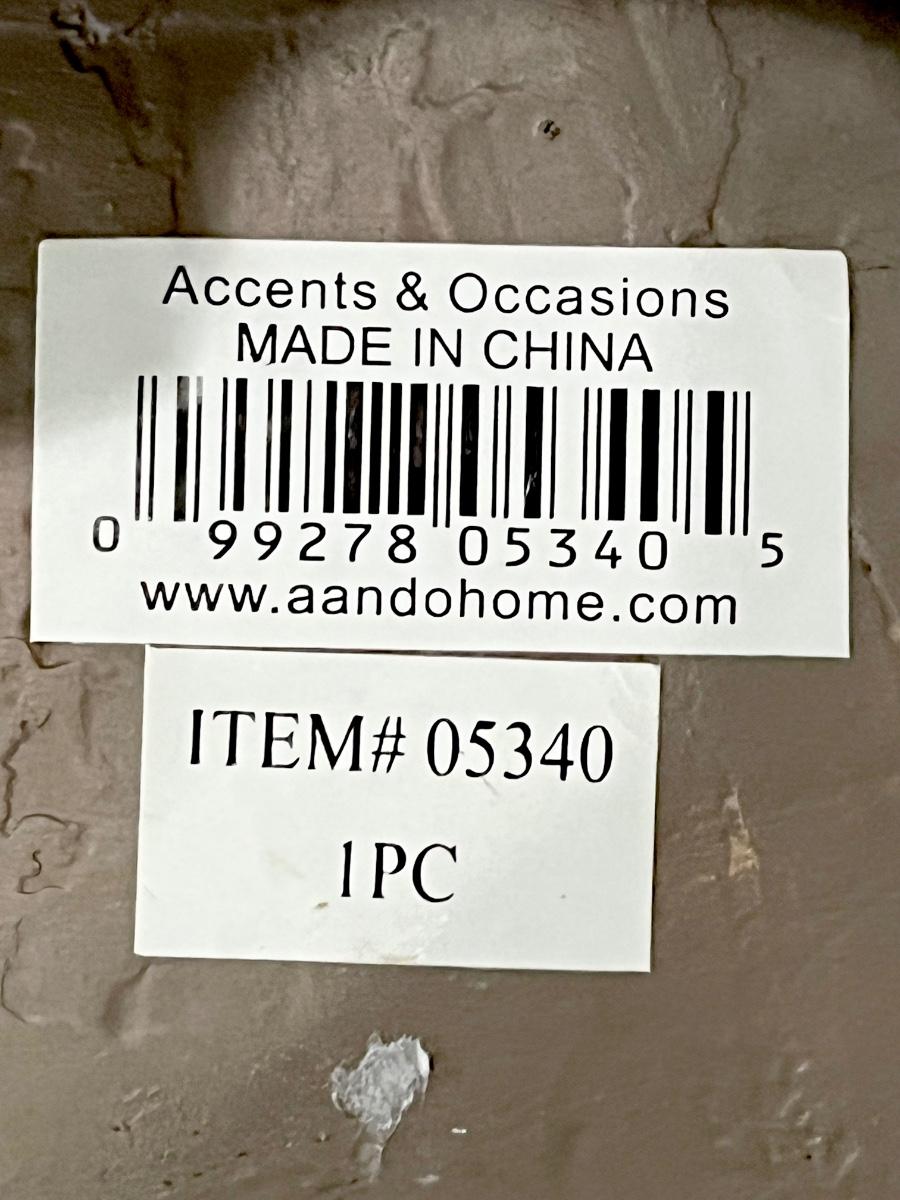 Accents & Occasions
MADE IN CHINA
0 99278 05340 5
www.aandohome.com
ITEM# 05340
1PC